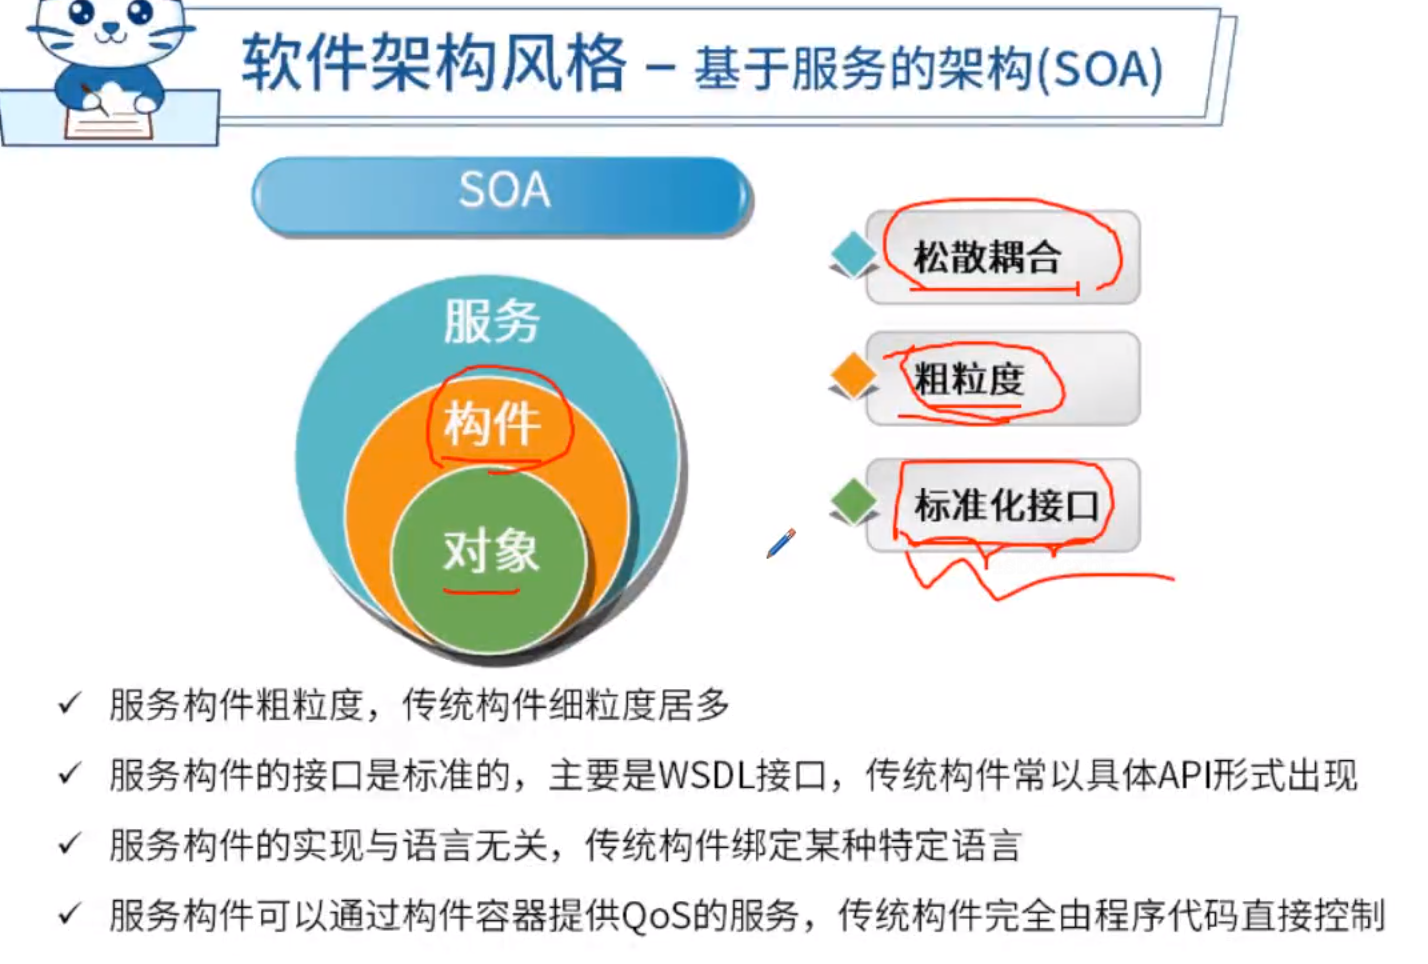 软件架构风格 – 基于服务的架构(SOA)
SOA
服务
构件
对象
松散耦合
粗粒度
标准化接口
✓ 服务构件粗粒度，传统构件细粒度居多
✓ 服务构件的接口是标准的，主要是WSDL接口，传统构件常以具体API形式出现
✓ 服务构件的实现与语言无关，传统构件绑定某种特定语言
✓ 服务构件可以通过构件容器提供QoS的服务，传统构件完全由程序代码直接控制